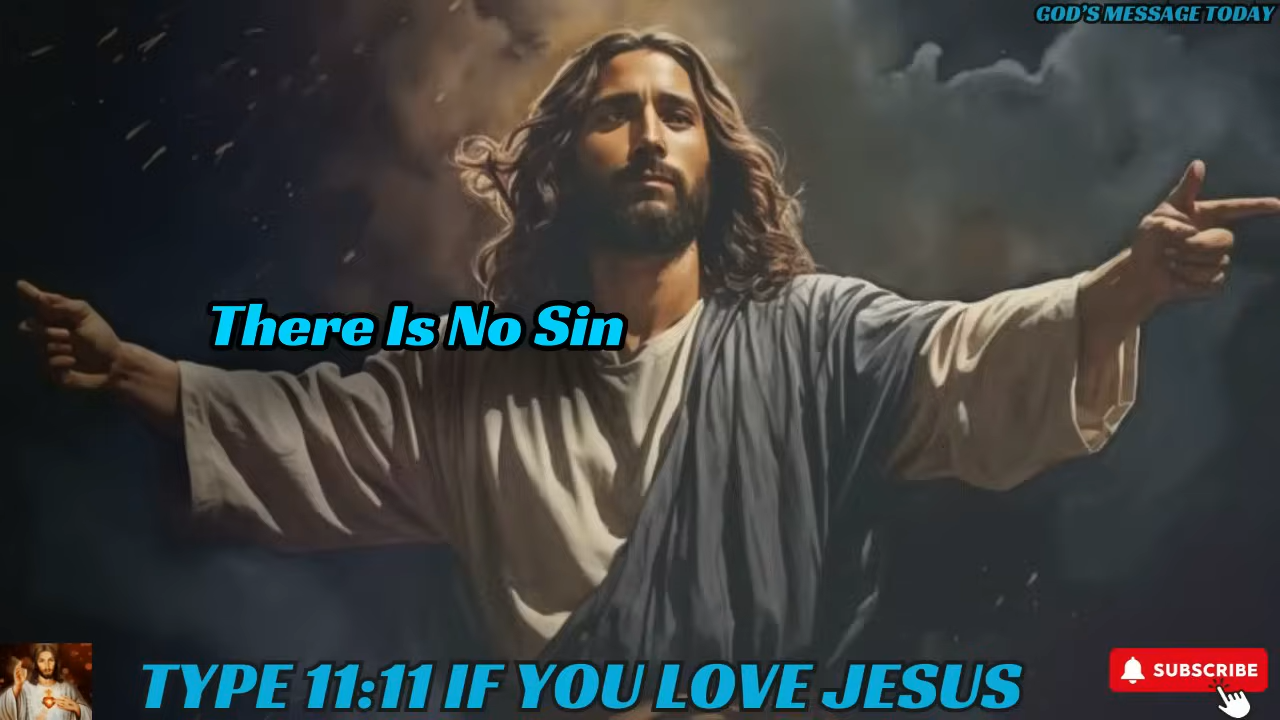 GOD'S MESSAGE TODAY
There Is No Sin
TYPE 11:11 IF YOU LOVE JESUS
SUBSCRIBE